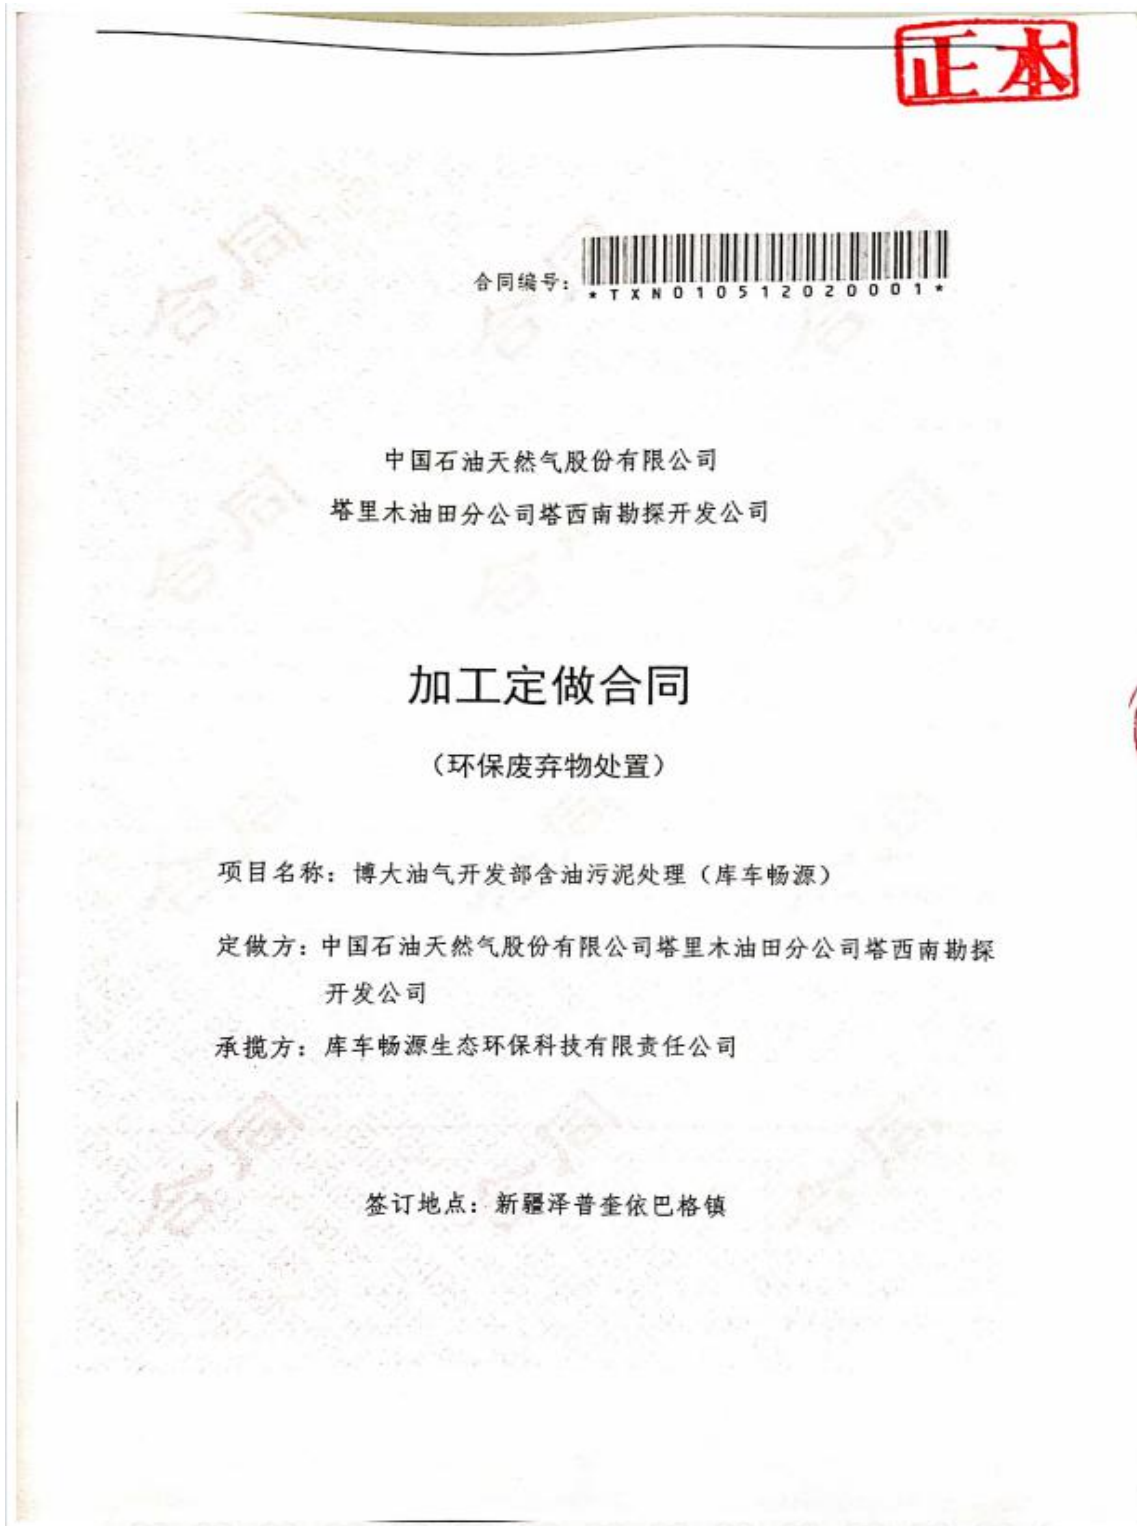 正本
合同编号：
*TXN010512020001*
中国石油天然气股份有限公司
塔里木油田分公司塔西南勘探开发公司
加工定做合同
（环保废弃物处置）
项目名称：博大油气开发部含油污泥处理（库车畅源）
定做方：中国石油天然气股份有限公司塔里木油田分公司塔西南勘探
开发公司
承揽方：库车畅源生态环保科技有限责任公司
签订地点：新疆泽普奎依巴格镇